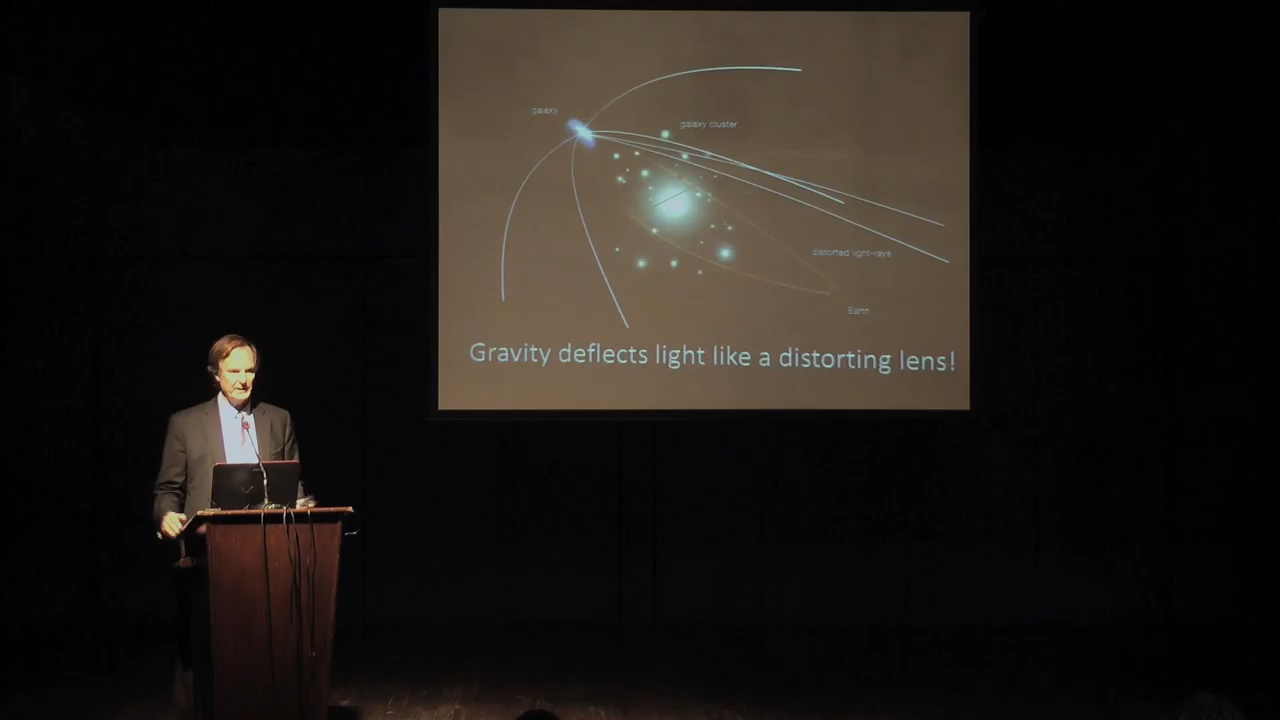 galaxy
galaxy cluster
distorted light-rays
Earth
Gravity deflects light like a distorting lens!